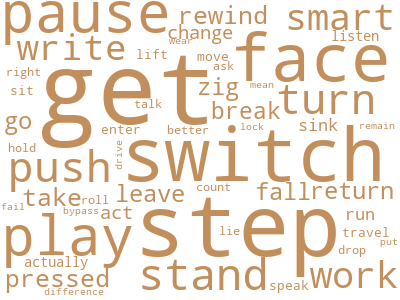 pause rewind smart
write change listen
wear
lift move face
right ask
get zig mean turn
sit talk break
go enter better lock sink remain
hold drive switch
push
take roll leave count fall return
fail bypass act step run
play lie travel put
actually stand drop work
pressed speak
difference